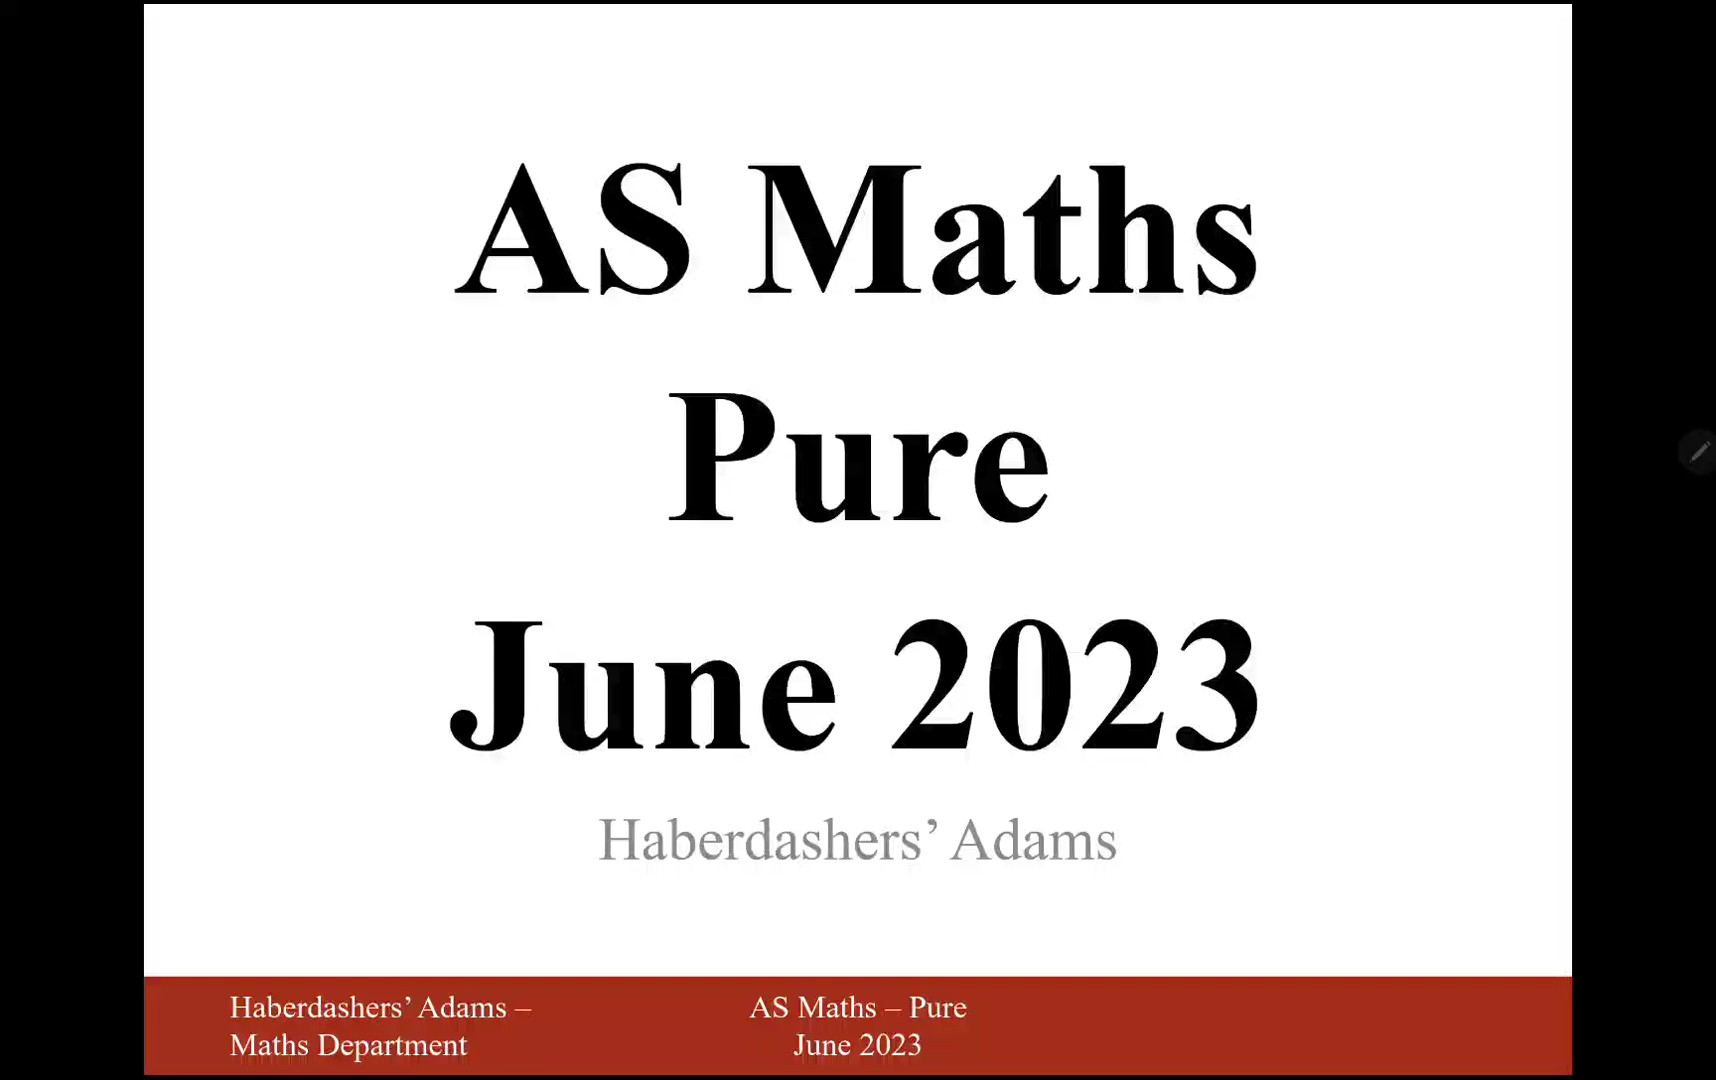 AS Maths
Pure
June 2023
Haberdashers’ Adams
Haberdashers’ Adams –
Maths Department
AS Maths – Pure
June 2023